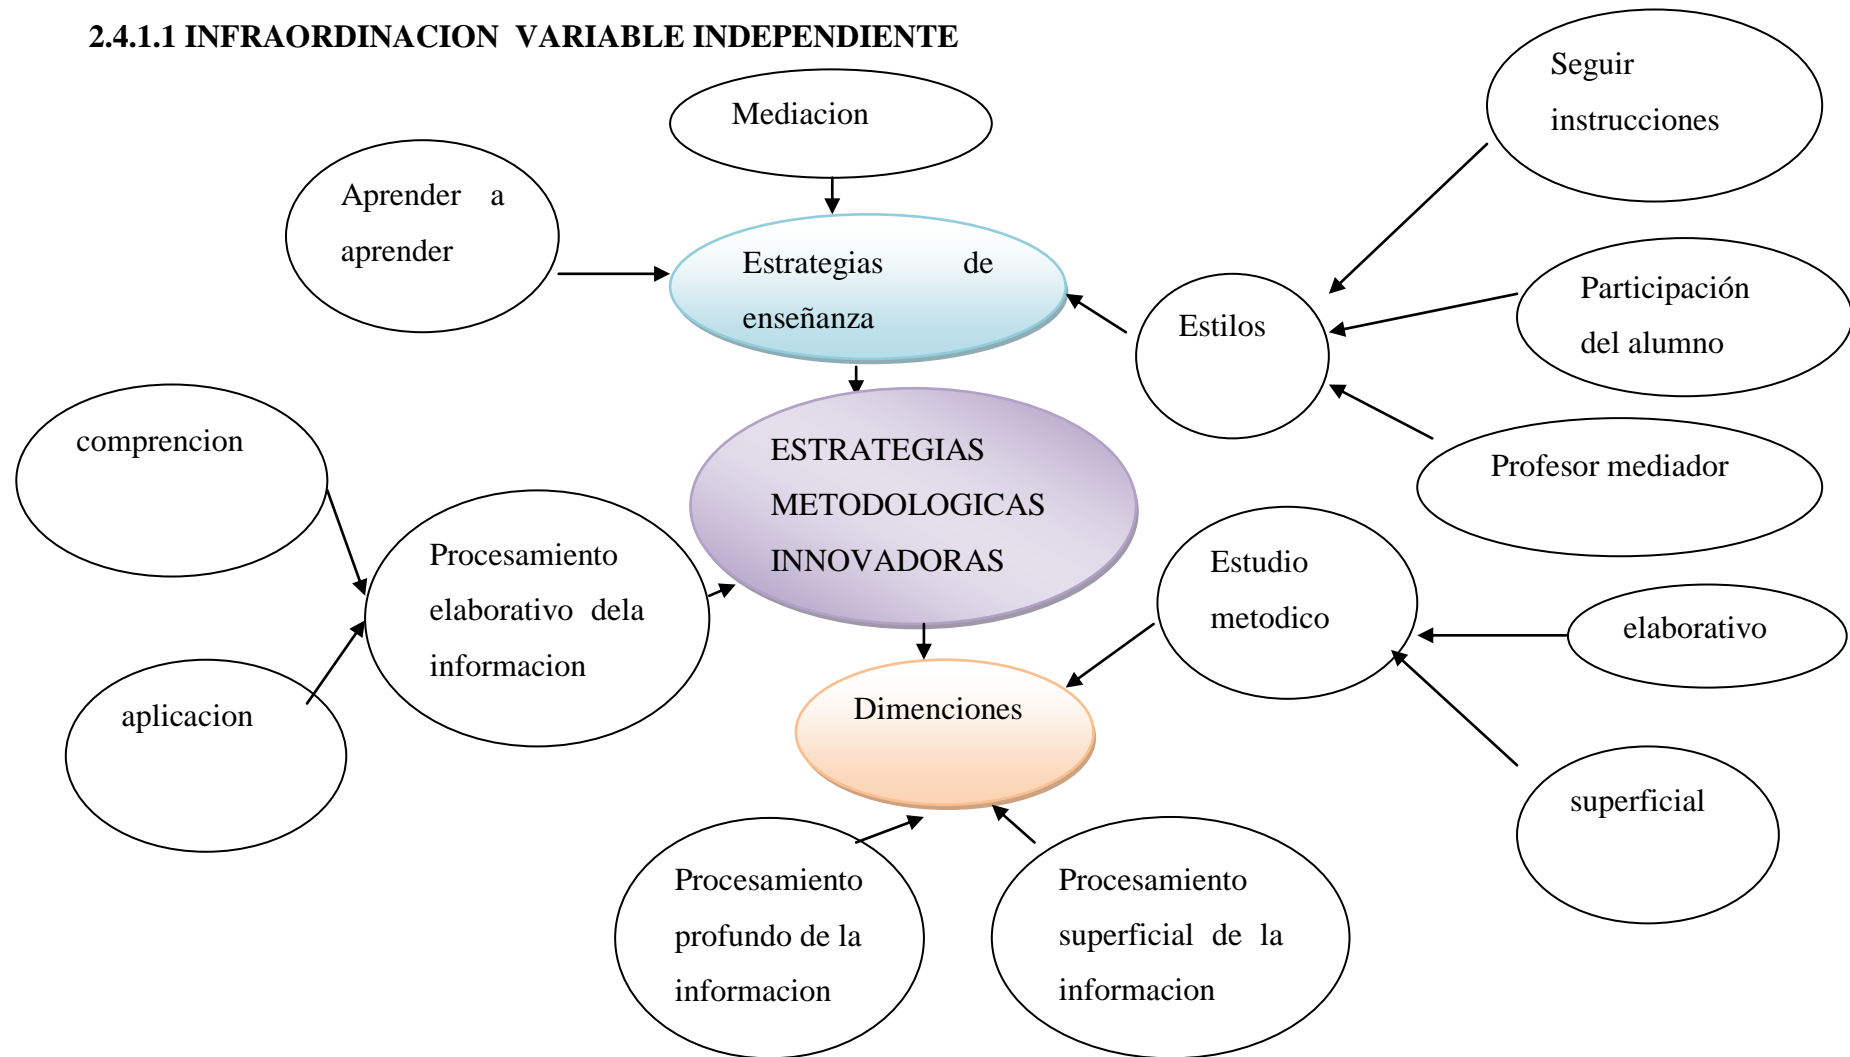 2.4.1.1 INFRAORDINACION VARIABLE INDEPENDIENTE
Mediacion
Seguir
instrucciones
Aprender a
aprender
Estrategias de
enseñanza
Estilos
Participación
del alumno
comprencion
ESTRATEGIAS
METODOLOGICAS
INNOVADORAS
Profesor mediador
Procesamiento
elaborativo dela
informacion
Estudio
metodico
elaborativo
aplicacion
Dimenciones
superficial
Procesamiento
profundo de la
informacion
Procesamiento
superficial de la
informacion